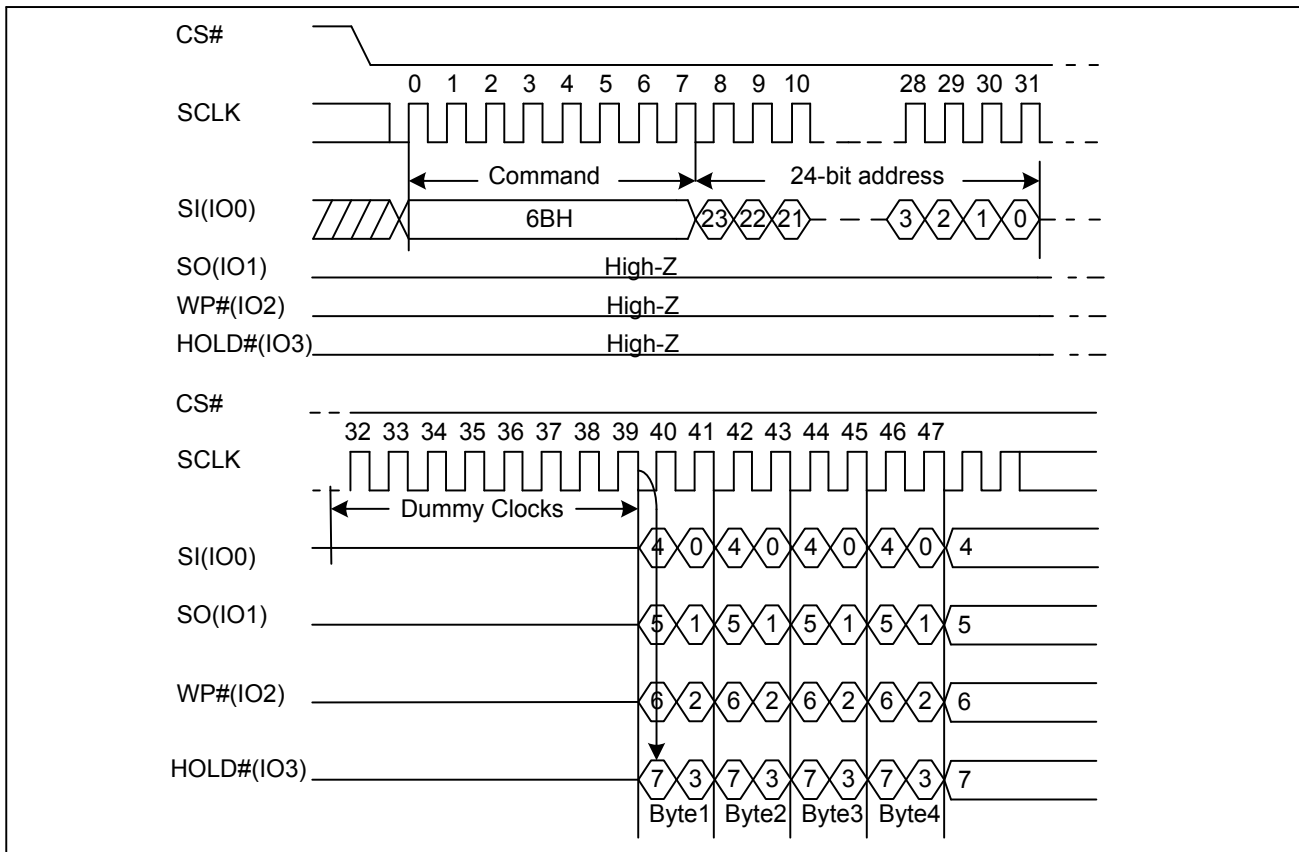 CS#
0 1 2 3 4 5 6 7 8 9 10 28 29 30 31
SCLK
Command 24-bit address
SI(IO0) 6BH 23 22 21 3 2 1 0
SO(IO1) High-Z
WP#(IO2) High-Z
HOLD#(IO3) High-Z
CS#
32 33 34 35 36 37 38 39 40 41 42 43 44 45 46 47
SCLK
Dummy Clocks
SI(IO0) 4 0 4 0 4 0 4 0 4
SO(IO1) 5 1 5 1 5 1 5 1 5
WP#(IO2) 6 2 6 2 6 2 6 2 6
HOLD#(IO3) 7 3 7 3 7 3 7 3 7
Byte1 Byte2 Byte3 Byte4